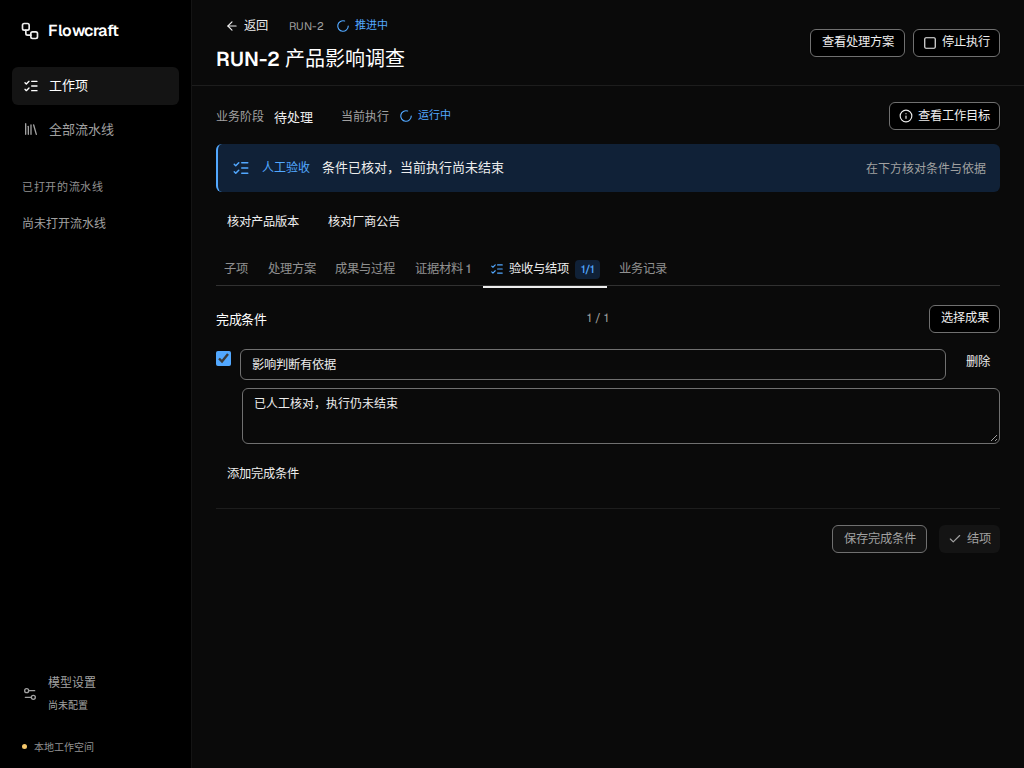 Flowcraft
工作项
全部流水线
已打开的流水线
尚未打开流水线
模型设置
尚未配置
本地工作空间
返回 RUN-2 推进中
RUN-2 产品影响调查
查看处理方案 停止执行
业务阶段 待处理 当前执行 运行中 查看工作目标
人工验收 条件已核对，当前执行尚未结束 在下方核对条件与依据
核对产品版本 核对厂商公告
子项 处理方案 成果与过程 证据材料 1 验收与结项 1/1 业务记录
完成条件 1 / 1 选择成果
影响判断有依据 删除
已人工核对，执行仍未结束
添加完成条件
保存完成条件 结项